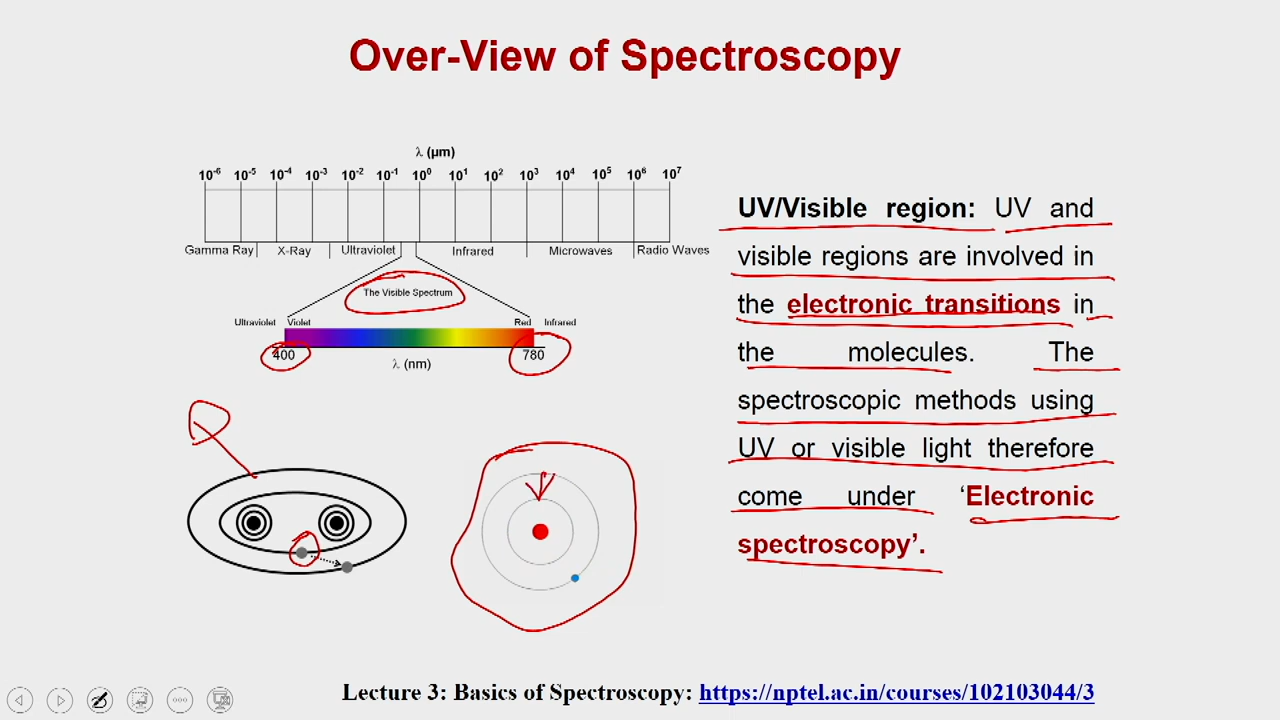 Over-View of Spectroscopy
λ (μm)
10⁻⁶ 10⁻⁵ 10⁻⁴ 10⁻³ 10⁻² 10⁻¹ 10⁰ 10¹ 10² 10³ 10⁴ 10⁵ 10⁶ 10⁷
Gamma Ray X-Ray Ultraviolet Infrared Microwaves Radio Waves
The Visible Spectrum
Ultraviolet Violet Red Infrared
400 780
λ (nm)
UV/Visible region: UV and
visible regions are involved in
the electronic transitions in
the molecules. The
spectroscopic methods using
UV or visible light therefore
come under ‘Electronic
spectroscopy’.
Lecture 3: Basics of Spectroscopy: https://nptel.ac.in/courses/102103044/3